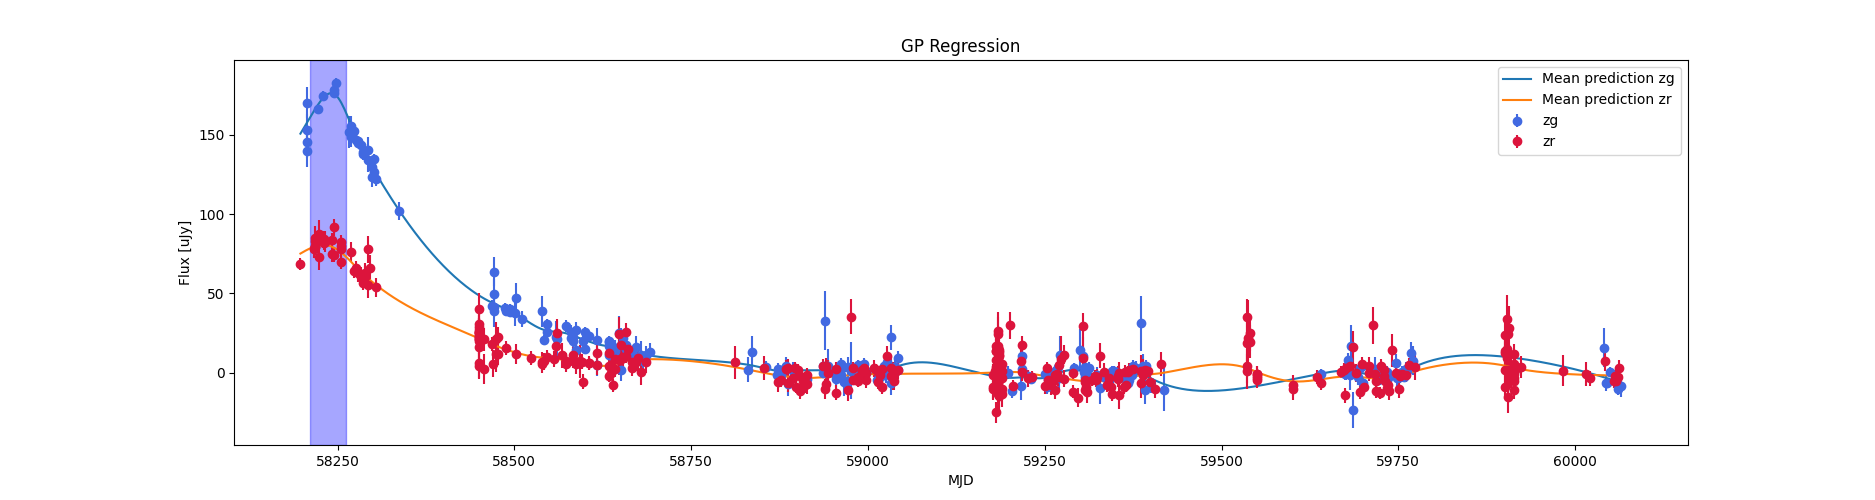 GP Regression
Mean prediction zg
Mean prediction zr
zg
zr
Flux [uJy]
150
100
50
0
58250 58500 58750 59000 59250 59500 59750 60000
MJD